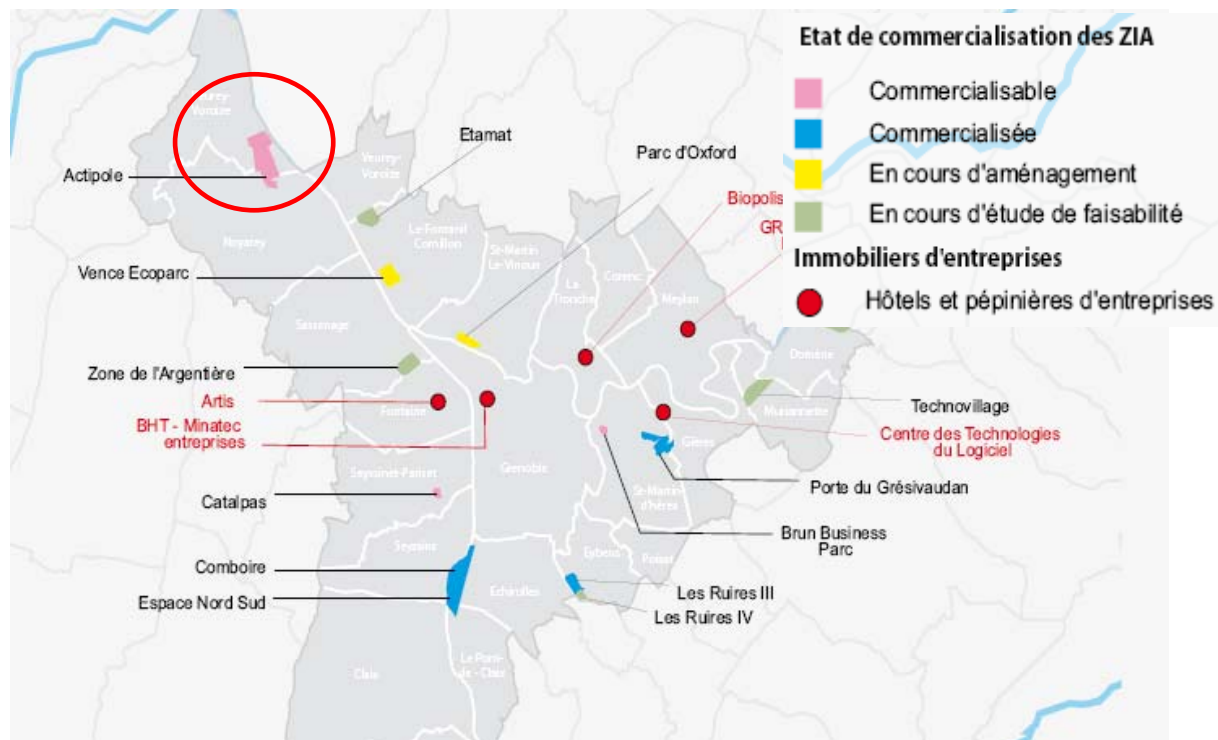 Etat de commercialisation des ZIA
Commercialisable
Commercialisée
En cours d'aménagement
En cours d'étude de faisabilité
Immobiliers d'entreprises
Hôtels et pépinières d'entreprises
Voroize
Etamat
Parc d'Oxford
Actipole
Veurey-
Voroize
Biopolis
GR
Le Fontanil
Cornillon
St-Martin
Le-Vinoux
Noyarey
Corenc
La
Tronche
Meylan
Vence Ecoparc
Sassenage
Domène
Zone de l'Argentière
Murianette
Artis
Fontaine
Technovillage
BHT - Minatec
entreprises
Centre des Technologies
du Logiciel
Gières
Seyssinet-Pariset
Grenoble
Porte du Grésivaudan
Catalpas
St-Martin-
d'hères
Brun Business
Parc
Seyssins
Eybens
Poisat
Comboire
Echirolles
Les Ruires III
Espace Nord Sud
Les Ruires IV
Le Pont-
de - Claix
Claix